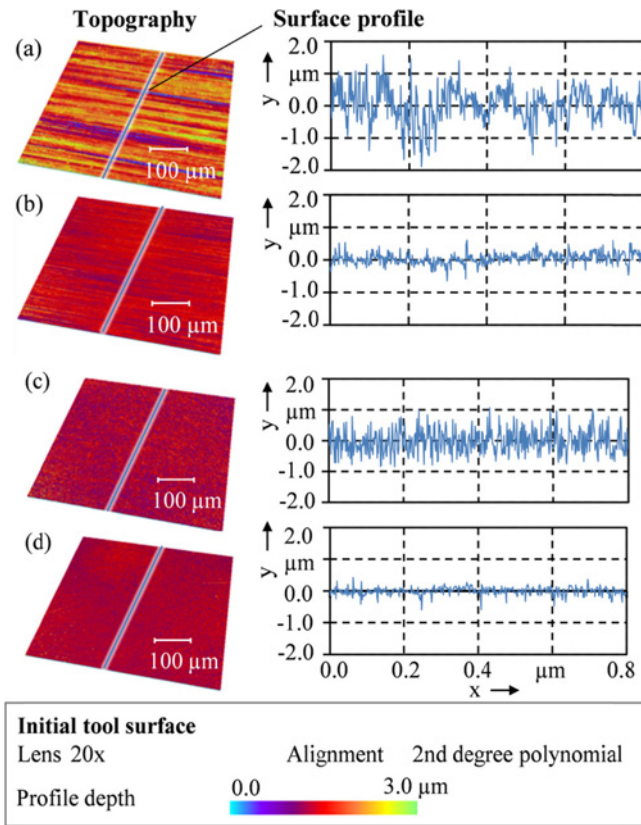 Topography Surface profile
(a)
100 µm
2.0
µm
y
0.0
-1.0
-2.0
(b)
100 µm
2.0
µm
y
0.0
-1.0
-2.0
(c)
100 µm
2.0
µm
y
0.0
-1.0
-2.0
(d)
100 µm
2.0
µm
y
0.0
-1.0
-2.0
0.0 0.2 0.4 µm 0.8
x
Initial tool surface
Lens 20x Alignment 2nd degree polynomial
0.0 3.0 µm
Profile depth